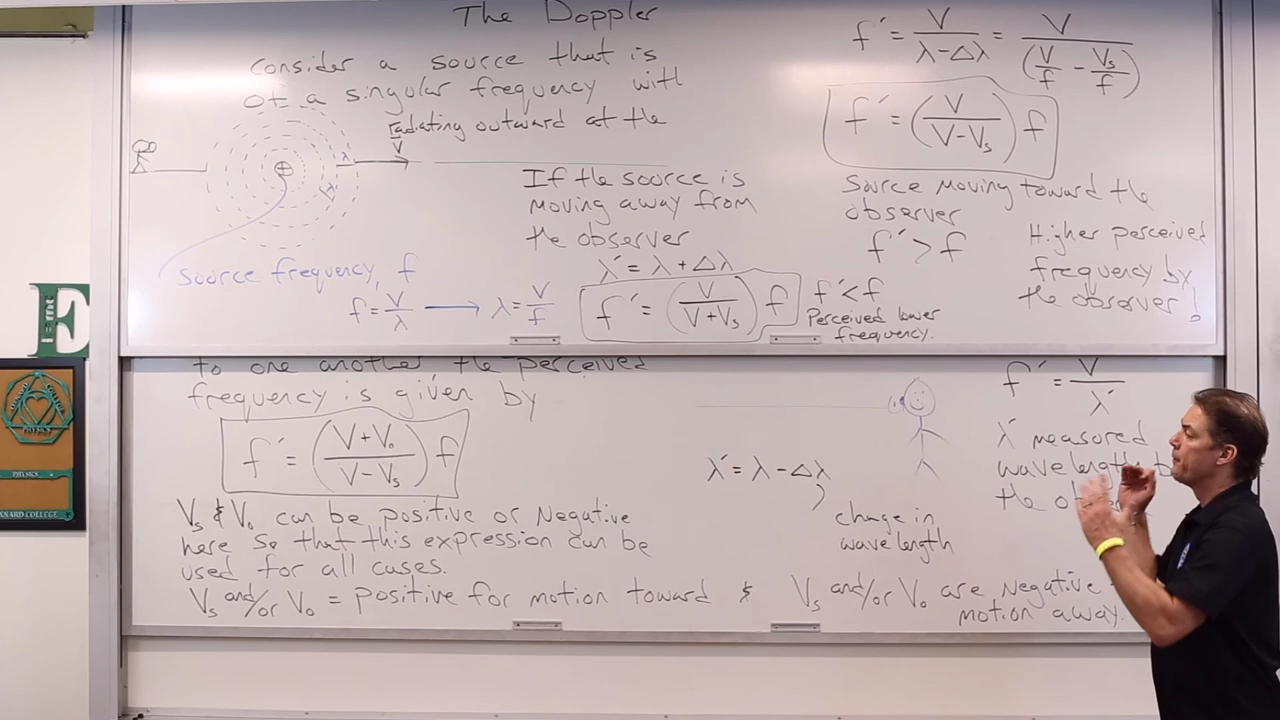 The Doppler
Consider a source that is
of a singular frequency with
radiating outward at the
V
λ
λ
If the source is
moving away from
the observer
λ' = λ + Δλ
f' = (V / (V + Vs)) f
f' < f
Perceived lower
frequency.
Source frequency, f
f = V/λ → λ = V/f
f' = V / (λ - Δλ) = V / (V/f - Vs/f)
f' = (V / (V - Vs)) f
Source moving toward the
observer
f' > f
Higher perceived
frequency by
the observer!
to one another the perceived
frequency is given by
f' = ((V + Vo) / (V - Vs)) f
Vs & Vo can be positive or Negative
here so that this expression can be
used for all cases.
Vs and/or Vo = positive for motion toward & Vs and/or Vo are Negative
motion away.
λ' = λ - Δλ
change in
wavelength
f' = V / λ'
λ' measured
wavelength
the
E
PHYSICS
PHYSICS
COLLEGE